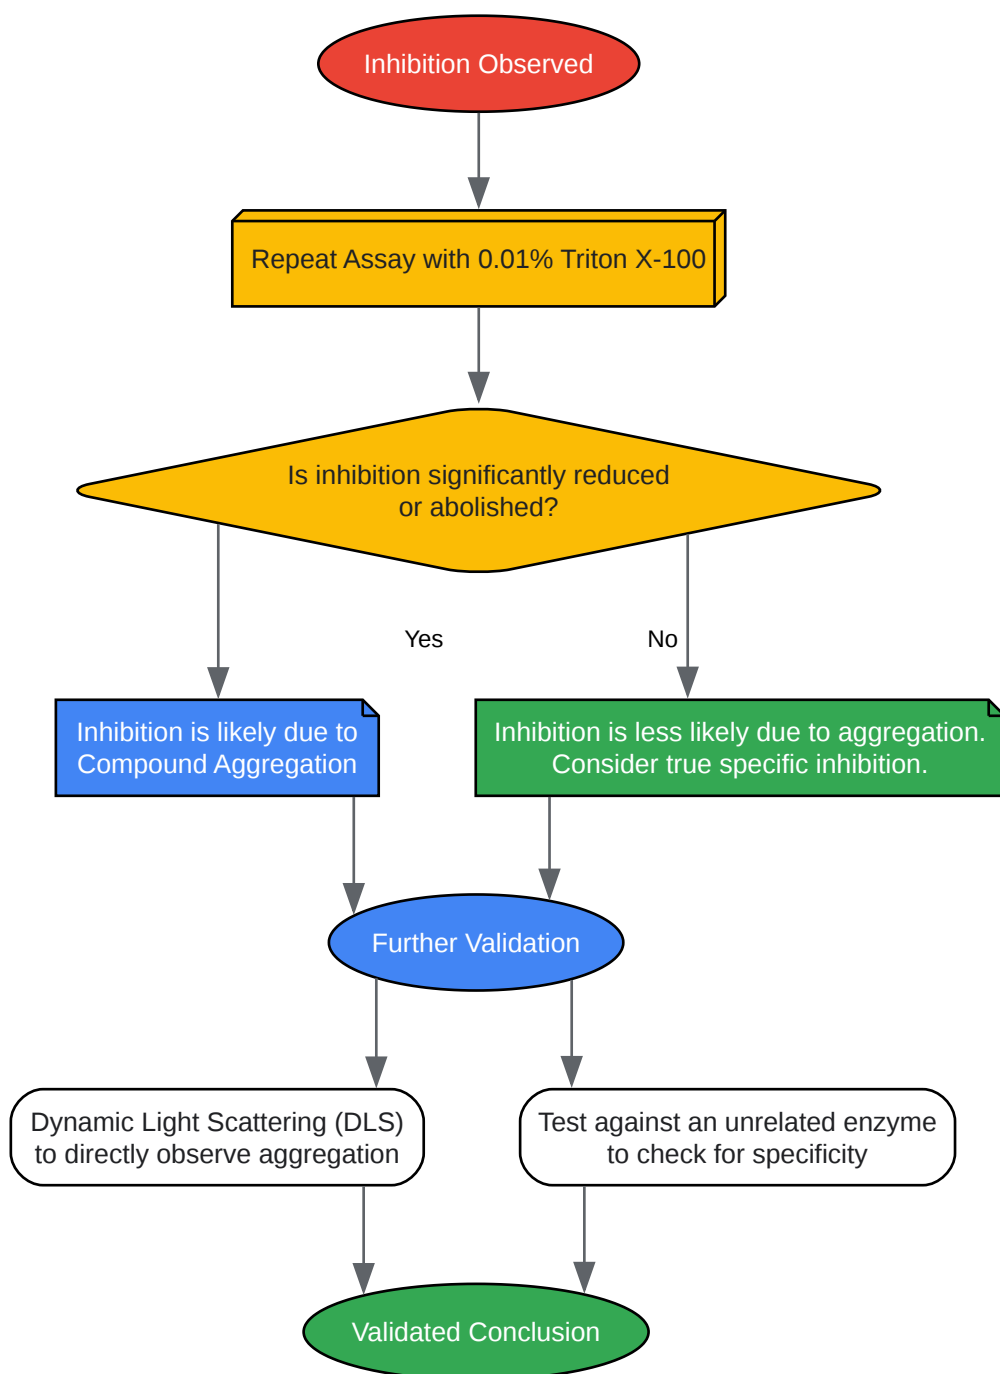 Inhibition Observed
Repeat Assay with 0.01% Triton X-100
Is inhibition significantly reduced
or abolished?
Yes
No
Inhibition is likely due to
Compound Aggregation
Inhibition is less likely due to aggregation.
Consider true specific inhibition.
Further Validation
Dynamic Light Scattering (DLS)
to directly observe aggregation
Test against an unrelated enzyme
to check for specificity
Validated Conclusion